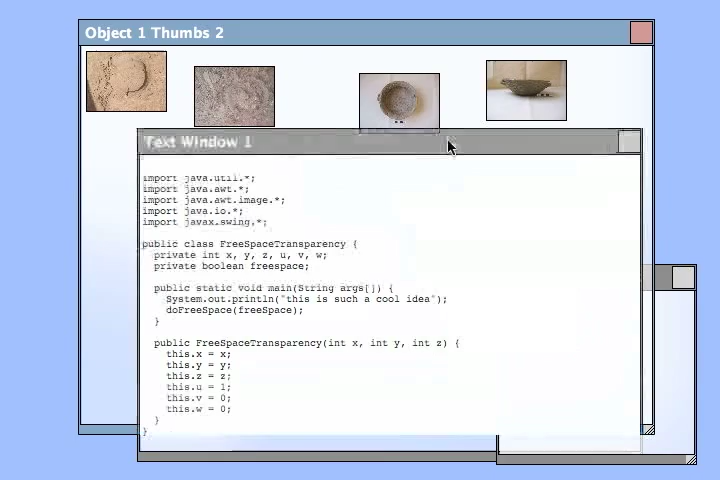 Object 1 Thumbs 2
Text Window 1
import java.util.*;
import java.awt.*;
import java.awt.image.*;
import java.io.*;
import javax.swing.*;
public class FreeSpaceTransparency {
private int x, y, z, u, v, w;
private boolean freespace;
public static void main(String args[]) {
System.out.println("this is such a cool idea");
doFreeSpace(freeSpace);
}
public FreeSpaceTransparency(int x, int y, int z) {
this.x = x;
this.y = y;
this.z = z;
this.u = 1;
this.v = 0;
this.w = 0;
}
}